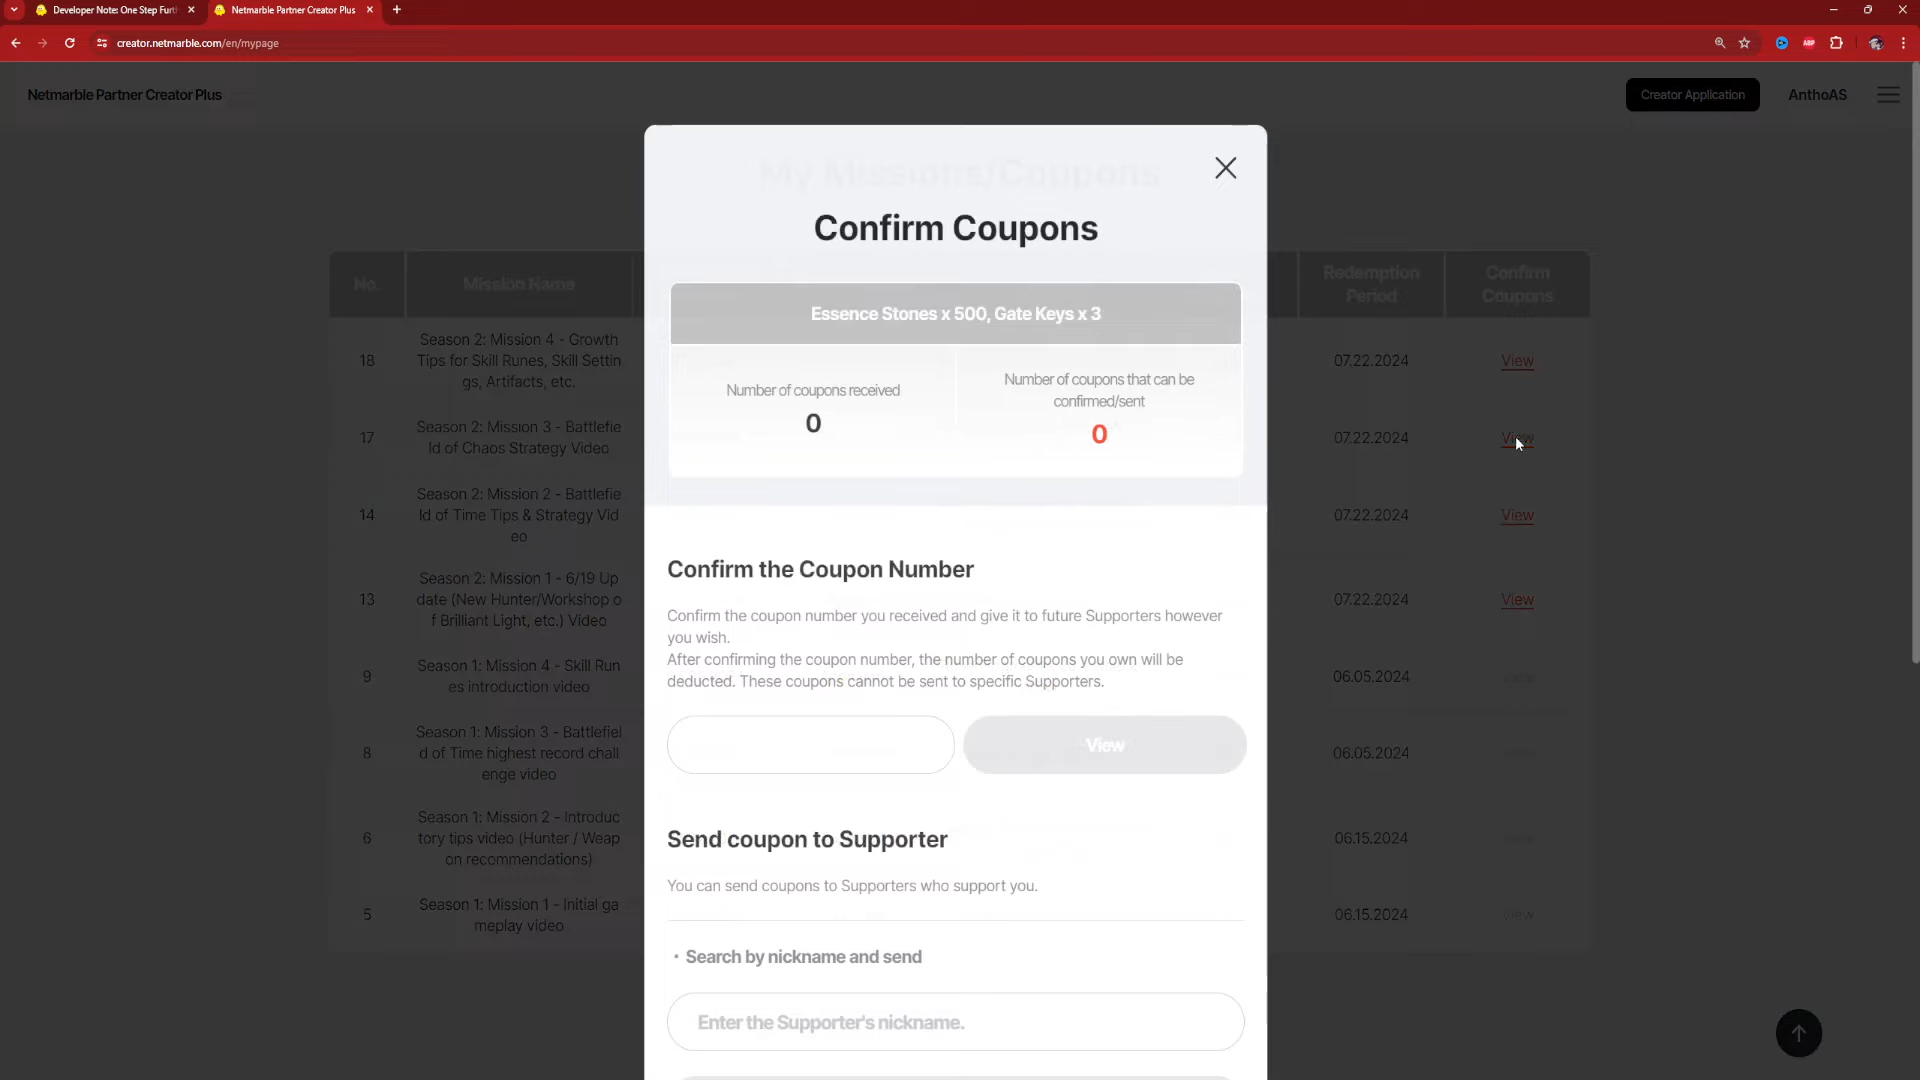 Developer Note: One Step Furt
Netmarble Partner Creator Plus
creator.netmarble.com/en/mypage
ABP
Netmarble Partner Creator Plus
Creator Application
AnthoAS
My Missions/Coupons
Confirm Coupons
No.
Mission Name
Redemption
Period
Confirm
Coupons
Essence Stones x 500, Gate Keys x 3
Number of coupons received
0
Number of coupons that can be
confirmed/sent
0
18
Season 2: Mission 4 - Growth
Tips for Skill Runes, Skill Settin
gs, Artifacts, etc.
07.22.2024
View
17
Season 2: Mission 3 - Battlefie
ld of Chaos Strategy Video
07.22.2024
View
14
Season 2: Mission 2 - Battlefie
ld of Time Tips & Strategy Vid
eo
07.22.2024
View
13
Season 2: Mission 1 - 6/19 Up
date (New Hunter/Workshop o
f Brilliant Light, etc.) Video
07.22.2024
View
9
Season 1: Mission 4 - Skill Run
es introduction video
06.05.2024
View
8
Season 1: Mission 3 - Battlefiel
d of Time highest record chall
enge video
06.05.2024
View
6
Season 1: Mission 2 - Introduc
tory tips video (Hunter / Weap
on recommendations)
06.15.2024
View
5
Season 1: Mission 1 - Initial ga
meplay video
06.15.2024
View
Confirm the Coupon Number
Confirm the coupon number you received and give it to future Supporters however
you wish.
After confirming the coupon number, the number of coupons you own will be
deducted. These coupons cannot be sent to specific Supporters.
View
Send coupon to Supporter
You can send coupons to Supporters who support you.
· Search by nickname and send
Enter the Supporter's nickname.